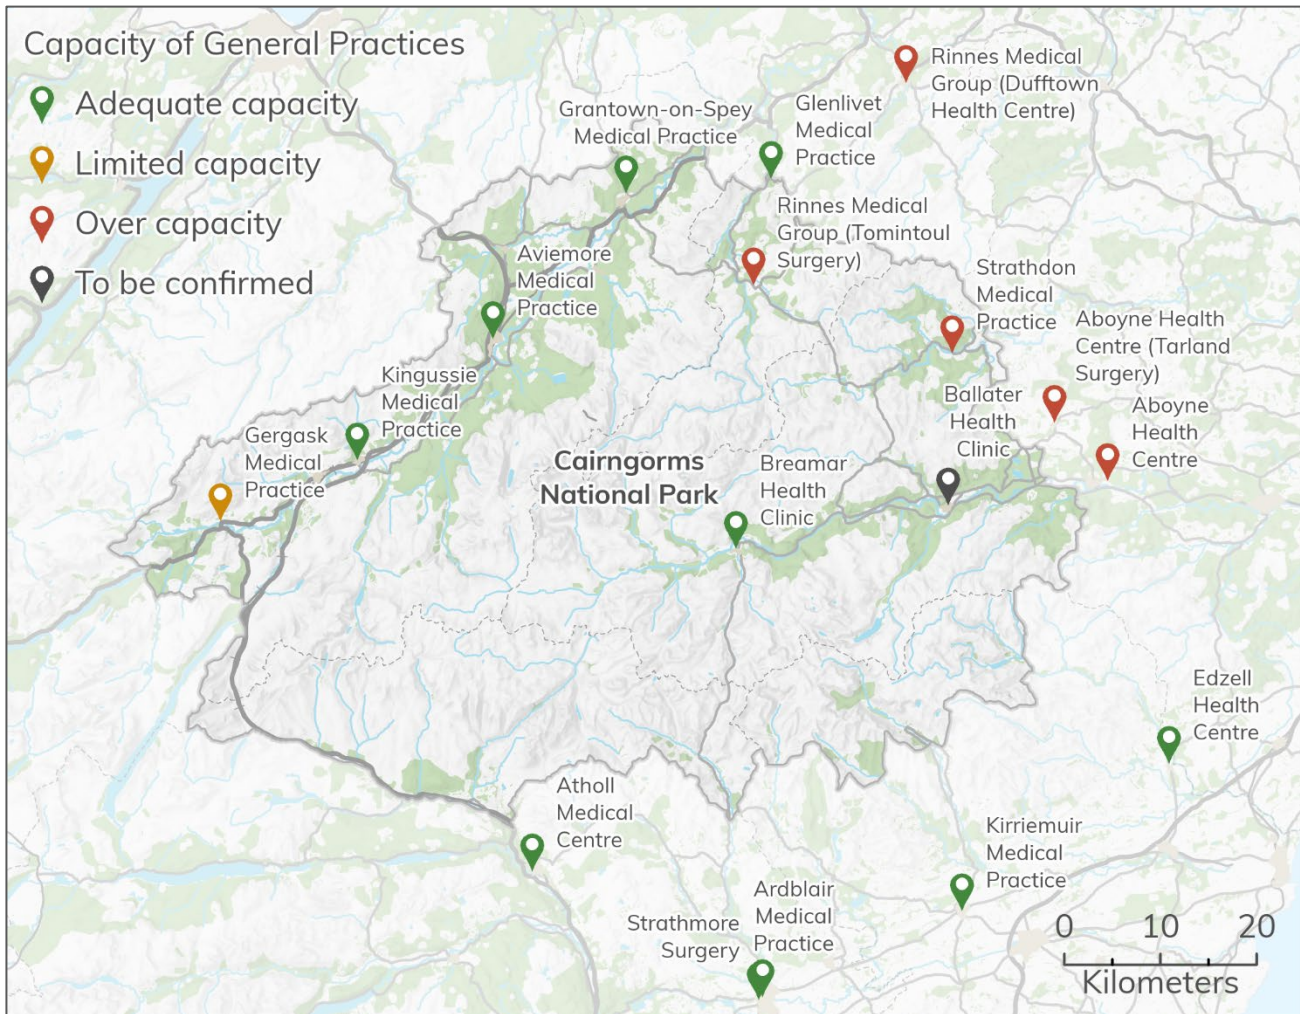 Capacity of General Practices
Adequate capacity
Limited capacity
Over capacity
To be confirmed
Rinnes Medical
Group (Dufftown
Health Centre)
Glenlivet
Medical
Practice
Grantown-on-Spey
Medical Practice
Rinnes Medical
Group (Tomintoul
Surgery)
Aviemore
Medical
Practice
Strathdon
Medical
Practice
Aboyne Health
Centre (Tarland
Surgery)
Kingussie
Medical
Practice
Ballater
Health
Clinic
Aboyne
Health
Centre
Gergask
Medical
Practice
Cairngorms
National Park
Breamar
Health
Clinic
Edzell
Health
Centre
Atholl
Medical
Centre
Kirriemuir
Medical
Practice
Ardblair
Medical
Practice
Strathmore
Surgery
0 10 20
Kilometers